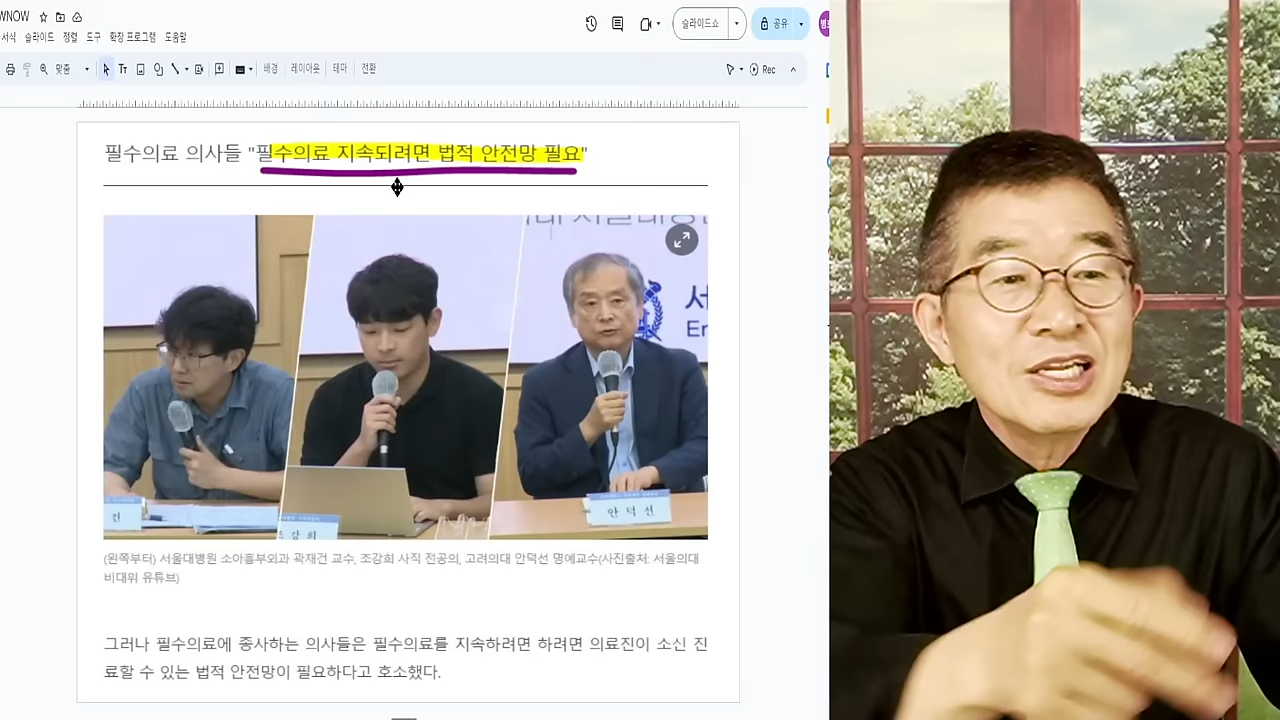 WNOW
서식 슬라이드 정렬 도구 확장 프로그램 도움말
슬라이드쇼
공유
맞춤
Tт
배경 레이아웃 테마 전환
Rec
필수의료 의사들 "필수의료 지속되려면 법적 안전망 필요"
서
En
건
조강희
안덕선
(왼쪽부터) 서울대병원 소아흉부외과 곽재건 교수, 조강희 사직 전공의, 고려의대 안덕선 명예교수(사진출처: 서울의대
비대위 유튜브)
그러나 필수의료에 종사하는 의사들은 필수의료를 지속하려면 하려면 의료진이 소신 진
료할 수 있는 법적 안전망이 필요하다고 호소했다.